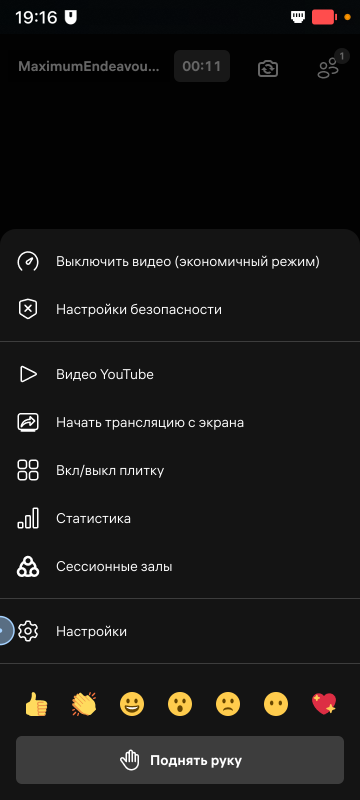 19:16
MaximumEndeavou...
00:11
1
Выключить видео (экономичный режим)
Настройки безопасности
Видео YouTube
Начать трансляцию с экрана
Вкл/выкл плитку
Статистика
Сессионные залы
Настройки
Поднять руку